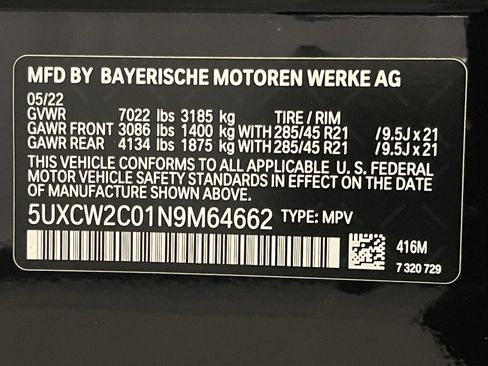 MFD BY BAYERISCHE MOTOREN WERKE AG
05/22
GVWR 7022 lbs 3185 kg TIRE / RIM
GAWR FRONT 3086 lbs 1400 kg WITH 285/45 R21 /9.5J x 21
GAWR REAR 4134 lbs 1875 kg WITH 285/45 R21 /9.5J x 21
THIS VEHICLE CONFORMS TO ALL APPLICABLE U. S. FEDERAL
MOTOR VEHICLE SAFETY STANDARDS IN EFFECT ON THE DATE
OF MANUFACTURE SHOWN ABOVE.
5UXCW2C01N9M64662 TYPE: MPV
416M
7 320 729